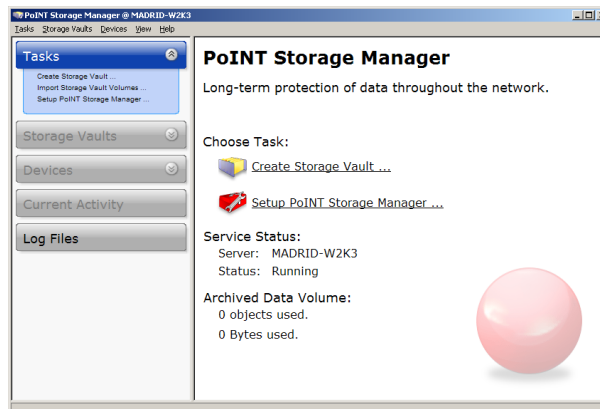 PoINT Storage Manager @ MADRID-W2K3
Tasks Storage Vaults Devices View Help
Tasks
Create Storage Vault ...
Import Storage Vault Volumes ...
Setup PoINT Storage Manager ...
Storage Vaults
Devices
Current Activity
Log Files
PoINT Storage Manager
Long-term protection of data throughout the network.
Choose Task:
Create Storage Vault ...
Setup PoINT Storage Manager ...
Service Status:
Server: MADRID-W2K3
Status: Running
Archived Data Volume:
0 objects used.
0 Bytes used.